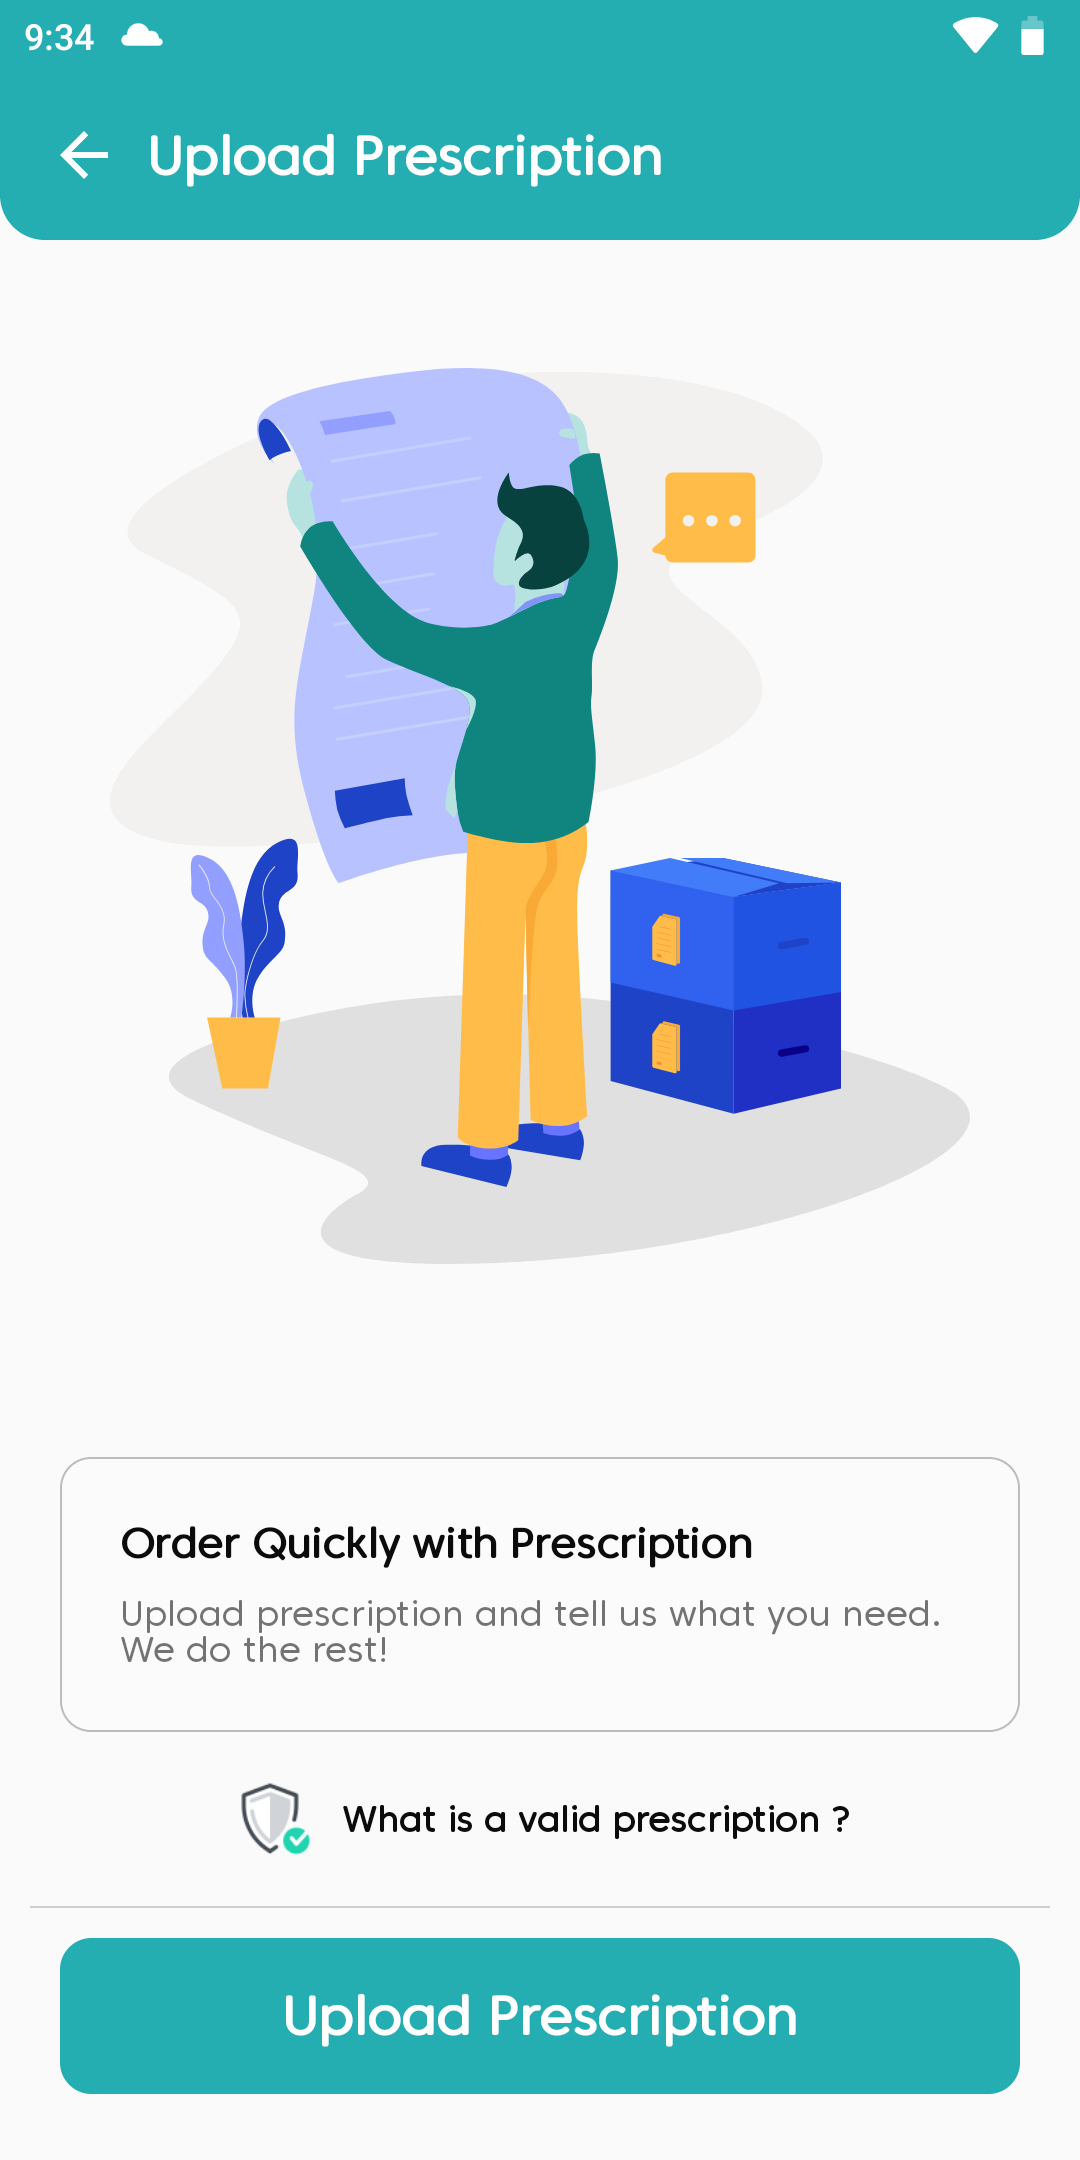 9:34
Upload Prescription
Order Quickly with Prescription
Upload prescription and tell us what you need.
We do the rest!
What is a valid prescription ?
Upload Prescription